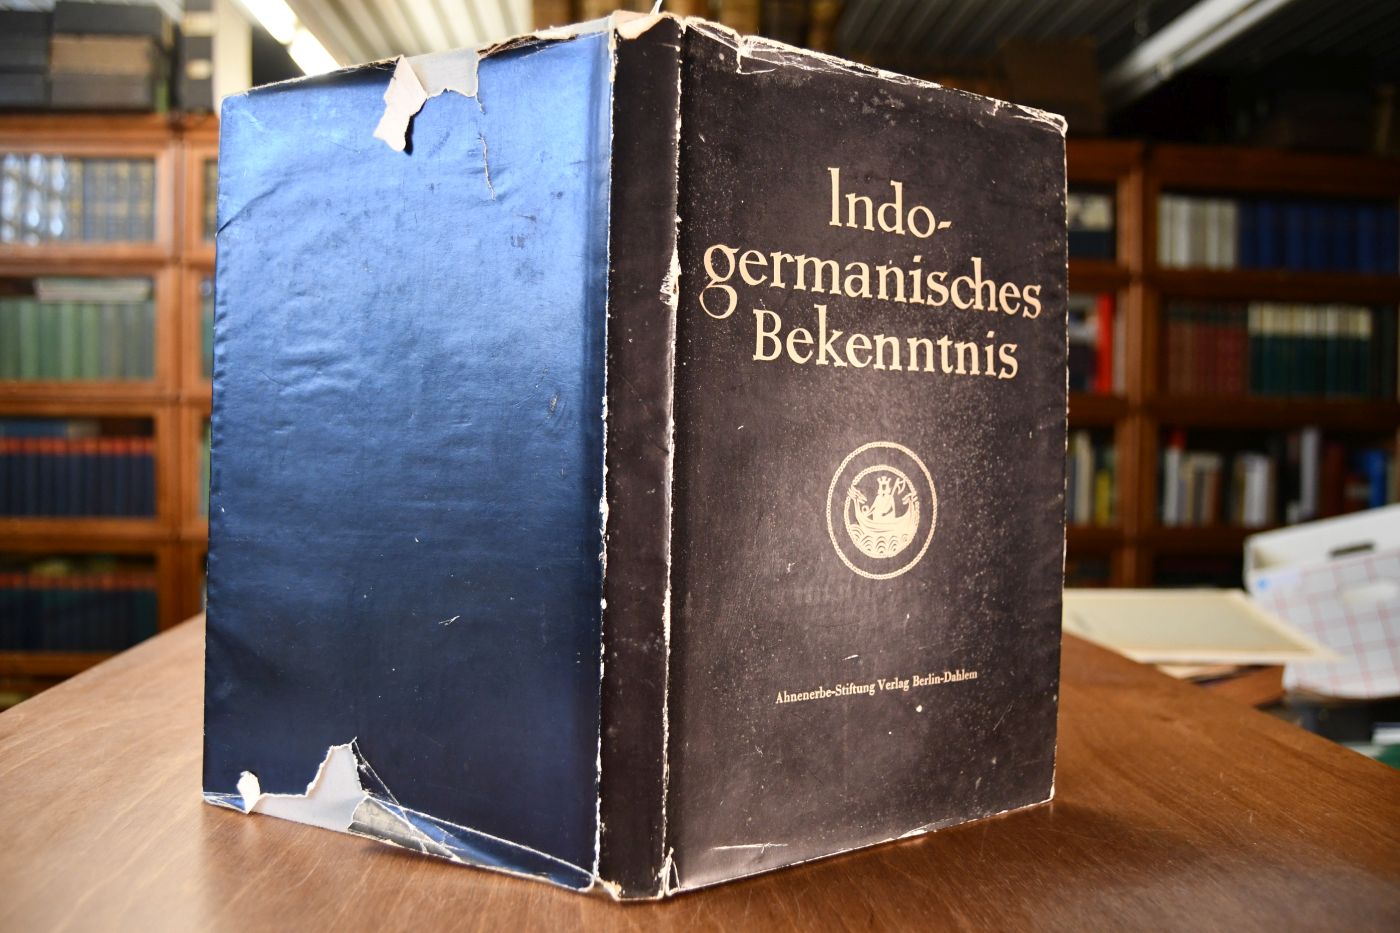 Indo-
germanisches
Bekenntnis
Ahnenerbe-Stiftung Verlag Berlin-Dahlem